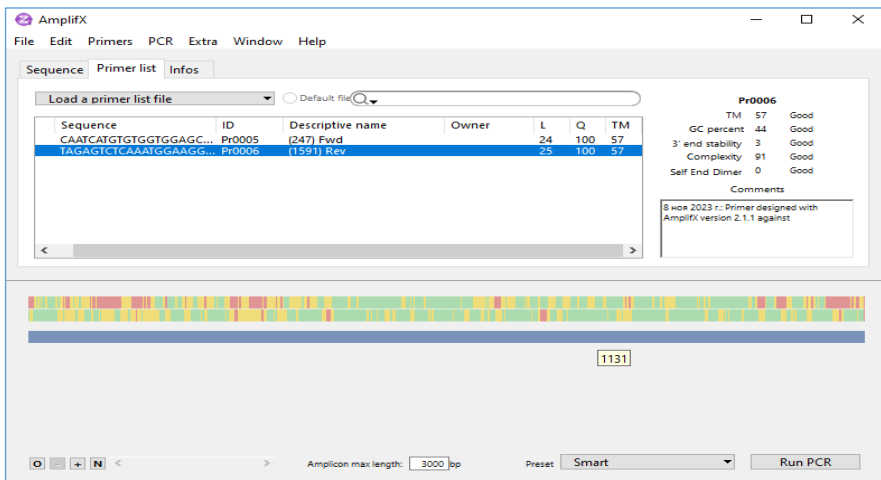 AmplifX
File Edit Primers PCR Extra Window Help
Sequence Primer list Infos
Load a primer list file Default file
Sequence ID Descriptive name Owner L Q TM
CAATCATGTGTGGTGGAGC... Pr0005 (247) Fwd 24 100 57
TAGAGTCTCAAATGGAAGG... Pr0006 (1591) Rev 25 100 57
Pr0006
TM 57 Good
GC percent 44 Good
3' end stability 3 Good
Complexity 91 Good
Self End Dimer 0 Good
Comments
8 ноя 2023 г.: Primer designed with
AmplifX version 2.1.1 against
1131
O - + N Amplicon max length: 3000 bp Preset Smart Run PCR